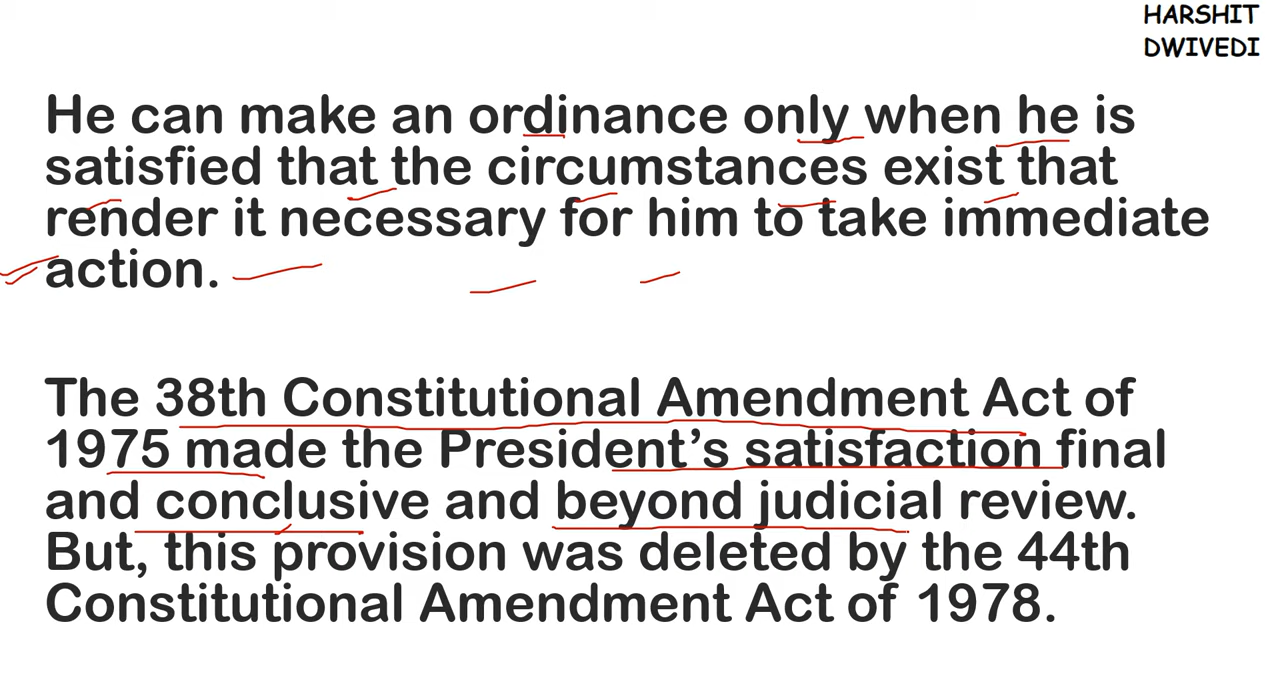 HARSHIT
DWIVEDI
He can make an ordinance only when he is
satisfied that the circumstances exist that
render it necessary for him to take immediate
action.
The 38th Constitutional Amendment Act of
1975 made the President’s satisfaction final
and conclusive and beyond judicial review.
But, this provision was deleted by the 44th
Constitutional Amendment Act of 1978.